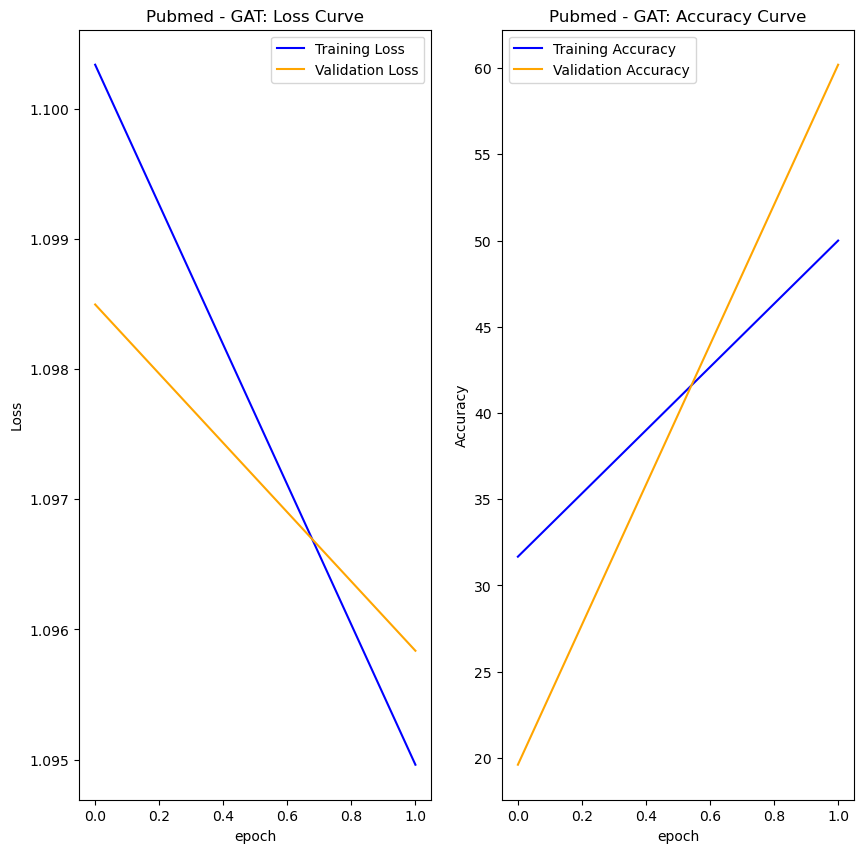 Pubmed - GAT: Loss Curve
Training Loss
Validation Loss
1.100
1.099
1.098
1.097
1.096
1.095
Loss
0.0 0.2 0.4 0.6 0.8 1.0
epoch
Pubmed - GAT: Accuracy Curve
Training Accuracy
Validation Accuracy
60
55
50
45
40
35
30
25
20
Accuracy
0.0 0.2 0.4 0.6 0.8 1.0
epoch